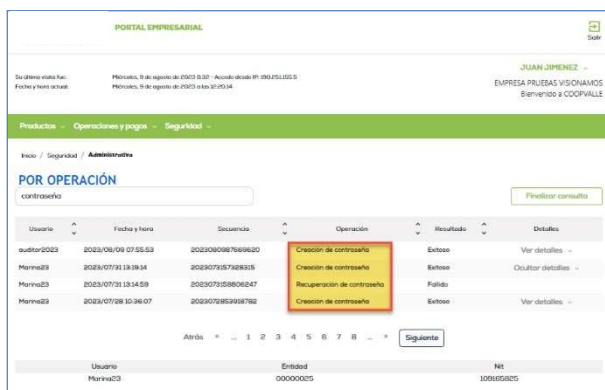 PORTAL EMPRESARIAL
Salir
JUAN JIMENEZ
Su última visita fue: Miércoles, 9 de agosto de 2023 8:32 - Accedo desde IP: 190.251.155.5
Fecha y hora actual: Miércoles, 9 de agosto de 2023 a las 12:20:14
EMPRESA PRUEBAS VISIONAMOS
Bienvenido a COOPVALLE
Productos Operaciones y pagos Seguridad
Inicio / Seguridad / Administrativa
POR OPERACIÓN
contraseña Finalizar consulta
Usuario Fecha y hora Secuencia Operación Resultado Detalles
auditor2023 2023/08/09 07:55:53 Creación de contraseña Exitoso Ver detalles
Marina23 2023/07/31 13:19:14 2023073157328315 Creación de contraseña Exitoso Ocultar detalles
Marina23 2023/07/31 13:14:59 2023073158806247 Recuperación de contraseña Fallido
Marina23 2023/07/28 10:36:07 2023072853918782 Creación de contraseña Exitoso Ver detalles
Atrás « ... 1 2 3 4 5 6 7 8 ... » Siguiente
Usuario Entidad Nit
Marina23 00000025 109165825